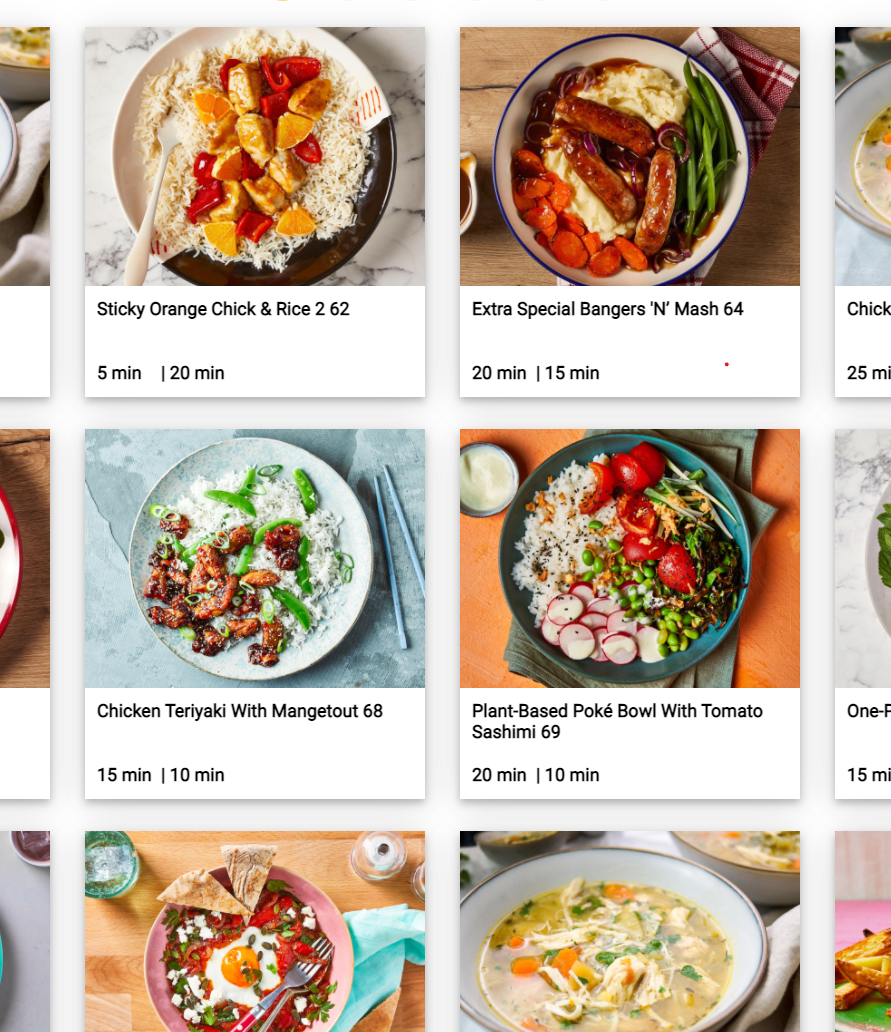 Sticky Orange Chick & Rice 2 62
Extra Special Bangers 'N’ Mash 64
Chick
5 min | 20 min
20 min | 15 min
25 mi
Chicken Teriyaki With Mangetout 68
Plant-Based Poké Bowl With Tomato
Sashimi 69
One-P
15 min | 10 min
20 min | 10 min
15 mi